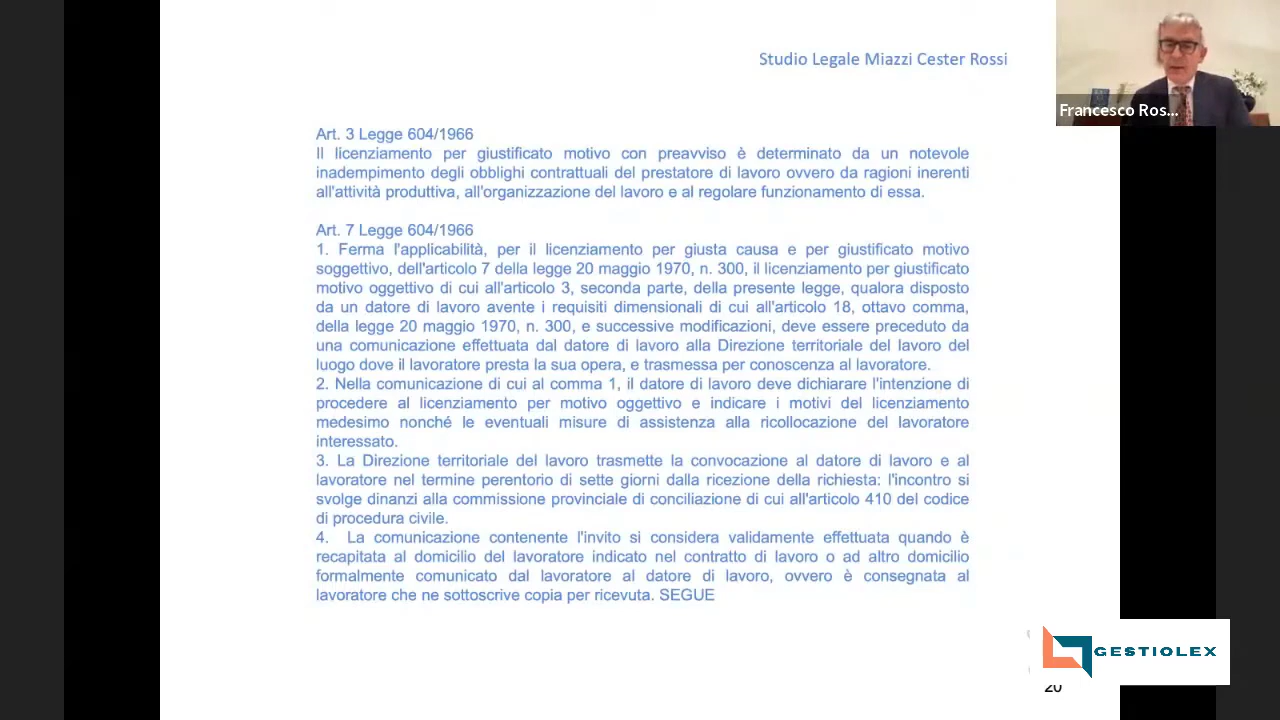 Studio Legale Miazzi Cester Rossi
Francesco Ros...
Art. 3 Legge 604/1966
Il licenziamento per giustificato motivo con preavviso è determinato da un notevole
inadempimento degli obblighi contrattuali del prestatore di lavoro ovvero da ragioni inerenti
all'attività produttiva, all'organizzazione del lavoro e al regolare funzionamento di essa.
Art. 7 Legge 604/1966
1. Ferma l'applicabilità, per il licenziamento per giusta causa e per giustificato motivo
soggettivo, dell'articolo 7 della legge 20 maggio 1970, n. 300, il licenziamento per giustificato
motivo oggettivo di cui all'articolo 3, seconda parte, della presente legge, qualora disposto
da un datore di lavoro avente i requisiti dimensionali di cui all'articolo 18, ottavo comma,
della legge 20 maggio 1970, n. 300, e successive modificazioni, deve essere preceduto da
una comunicazione effettuata dal datore di lavoro alla Direzione territoriale del lavoro del
luogo dove il lavoratore presta la sua opera, e trasmessa per conoscenza al lavoratore.
2. Nella comunicazione di cui al comma 1, il datore di lavoro deve dichiarare l'intenzione di
procedere al licenziamento per motivo oggettivo e indicare i motivi del licenziamento
medesimo nonché le eventuali misure di assistenza alla ricollocazione del lavoratore
interessato.
3. La Direzione territoriale del lavoro trasmette la convocazione al datore di lavoro e al
lavoratore nel termine perentorio di sette giorni dalla ricezione della richiesta: l'incontro si
svolge dinanzi alla commissione provinciale di conciliazione di cui all'articolo 410 del codice
di procedura civile.
4. La comunicazione contenente l'invito si considera validamente effettuata quando è
recapitata al domicilio del lavoratore indicato nel contratto di lavoro o ad altro domicilio
formalmente comunicato dal lavoratore al datore di lavoro, ovvero è consegnata al
lavoratore che ne sottoscrive copia per ricevuta. SEGUE
GESTIOLEX
20